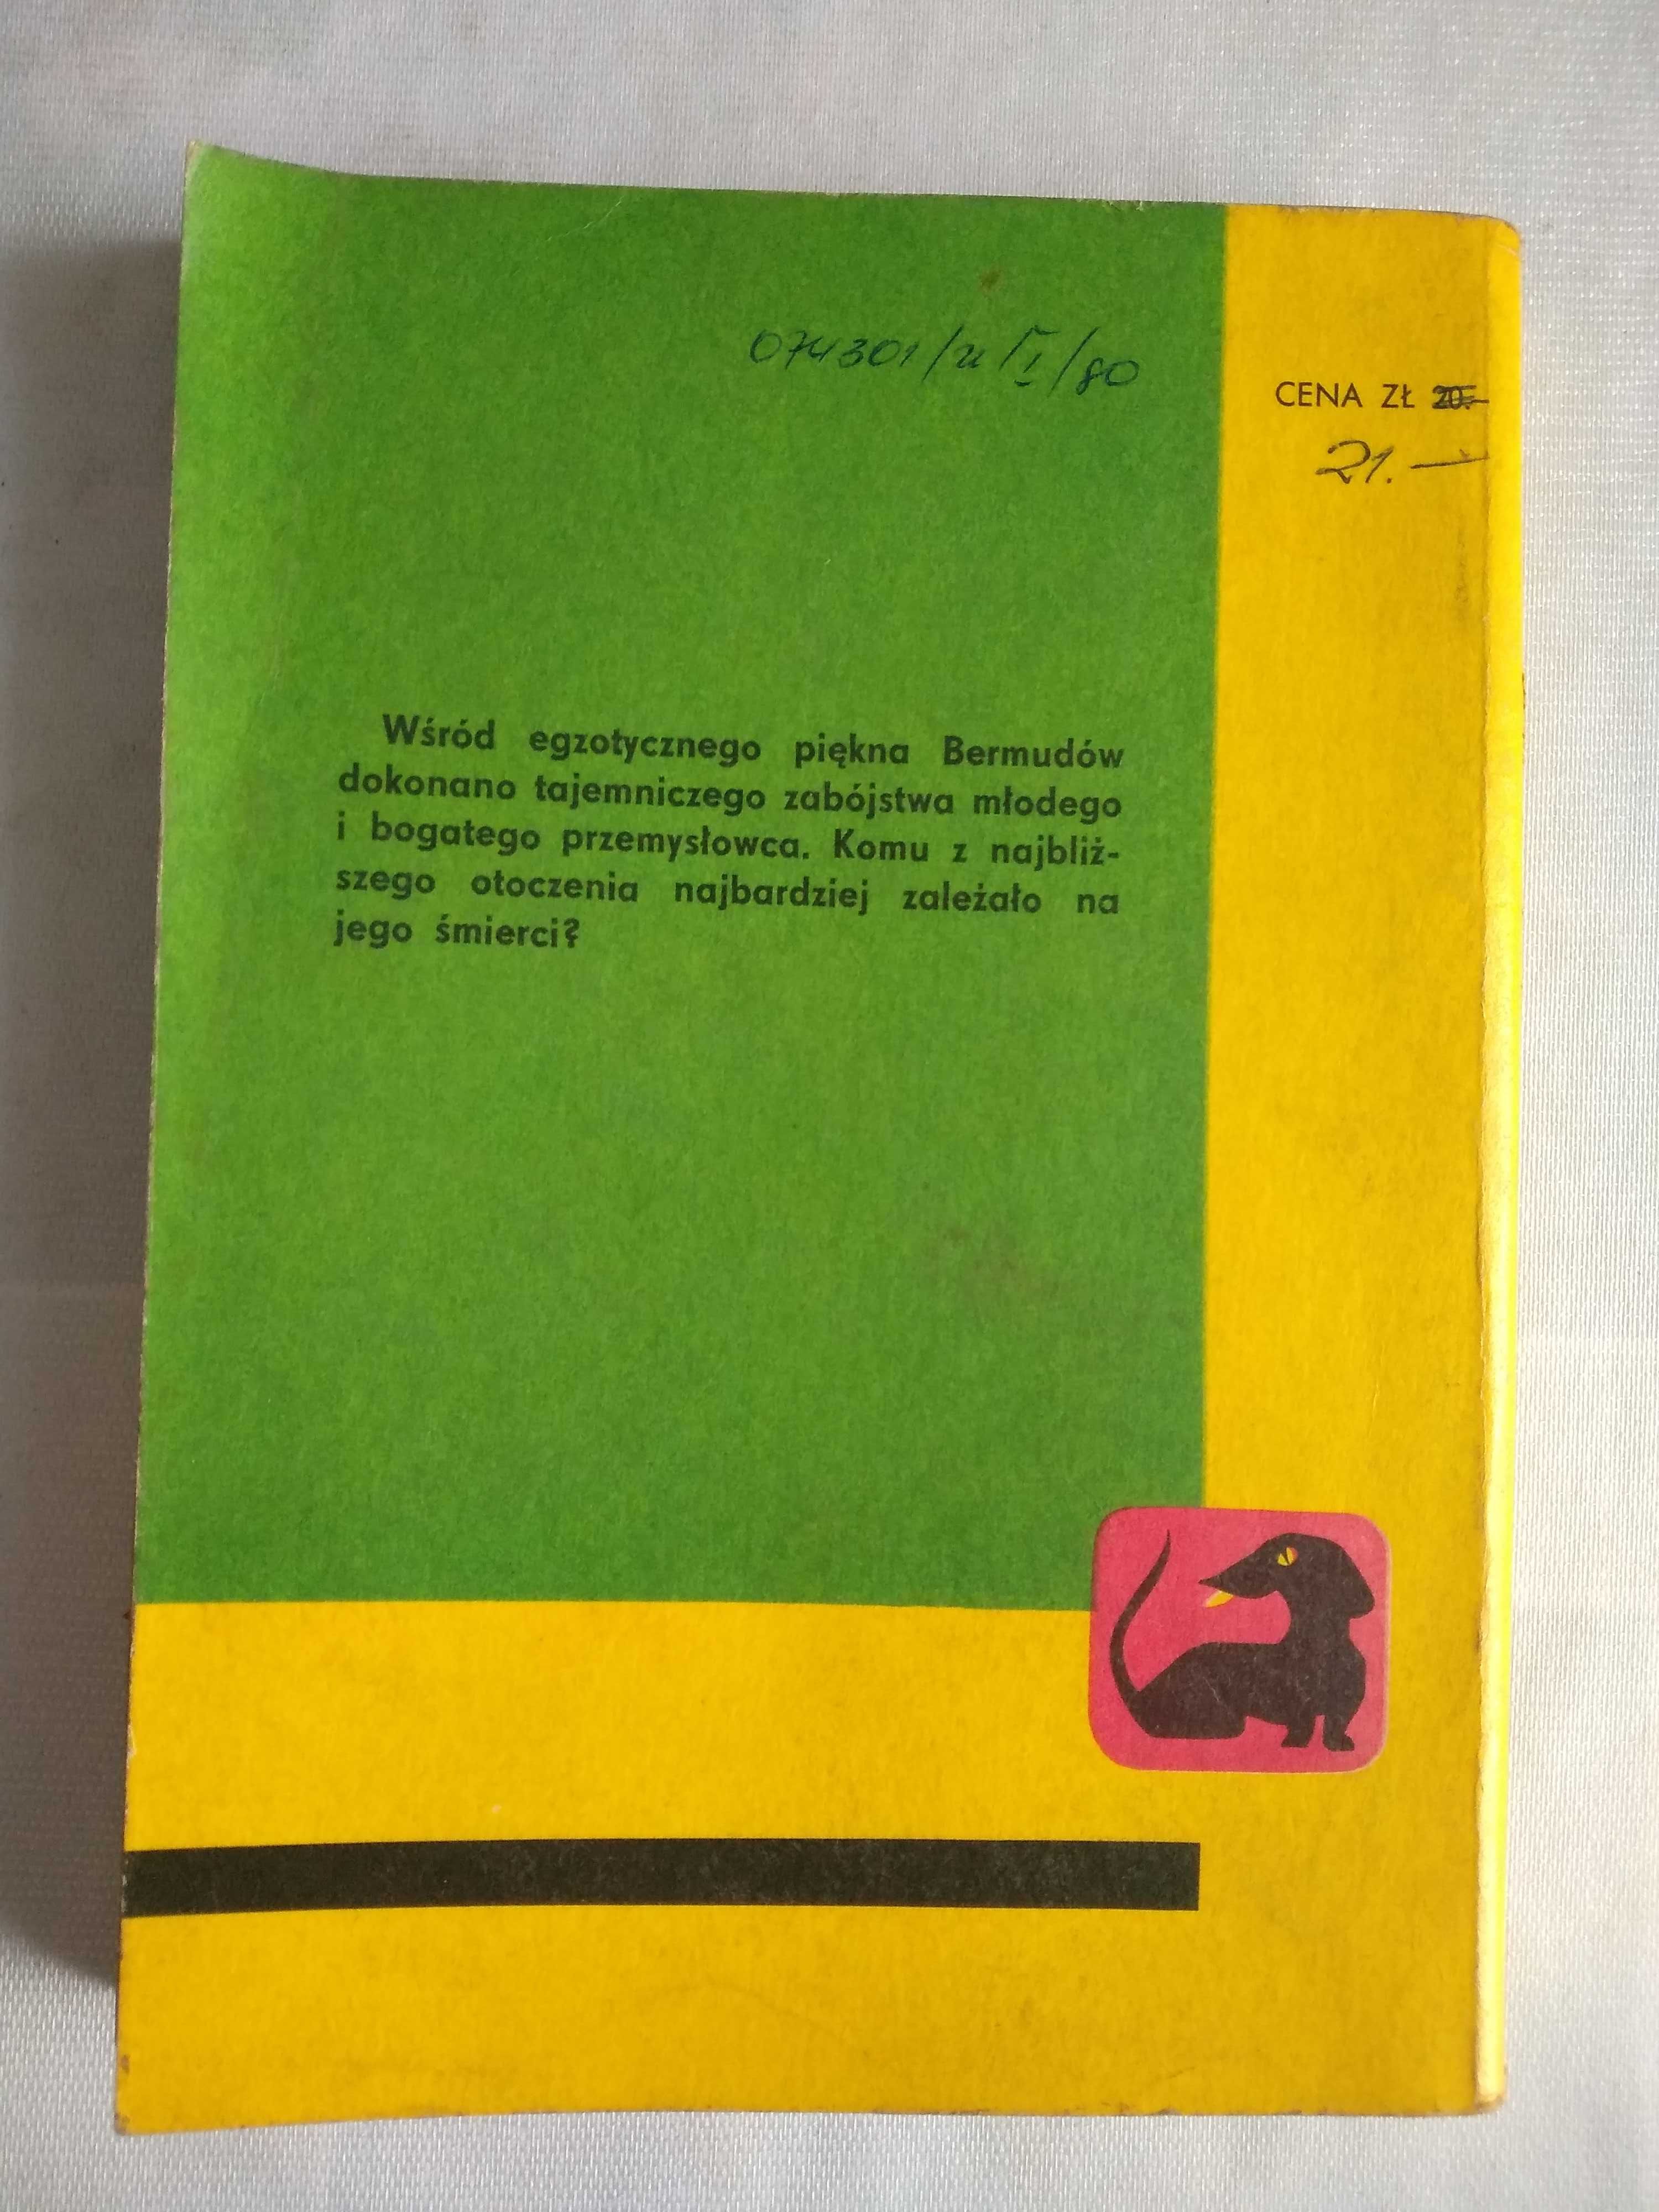 074301/
/80
CENA ZŁ 20.-
21.—
Wśród egzotycznego piękna Bermudów
dokonano tajemniczego zabójstwa młodego
i bogatego przemysłowca. Komu z najbliż-
szego otoczenia najbardziej zależało na
jego śmierci?